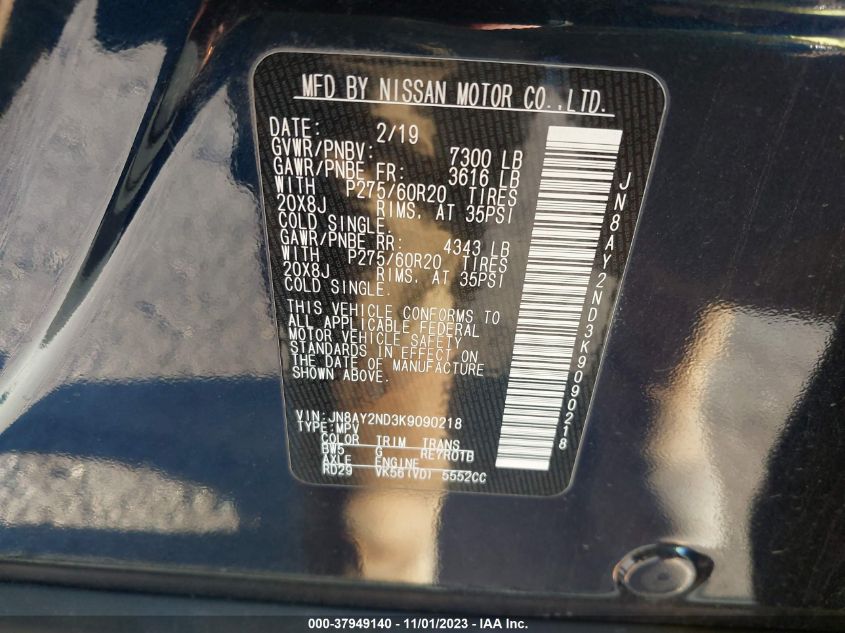 MFD BY NISSAN MOTOR CO.,LTD.
DATE: 2/19
GVWR/PNBV: 7300 LB
GAWR/PNBE FR: 3616 LB
WITH P275/60R20 TIRES
20X8J RIMS, AT 35PSI
COLD SINGLE.
GAWR/PNBE RR: 4343 LB
WITH P275/60R20 TIRES
20X8J RIMS, AT 35PSI
COLD SINGLE.
THIS VEHICLE CONFORMS TO
ALL APPLICABLE FEDERAL
MOTOR VEHICLE SAFETY
STANDARDS IN EFFECT ON
THE DATE OF MANUFACTURE
SHOWN ABOVE.
VIN:JN8AY2ND3K9090218
TYPE:MPV
COLOR TRIM TRANS
BW5 G RE7R01B
AXLE ENGINE
RD29 VK56(VD) 5552CC
JN8AY2ND3K9090218
000-37949140 - 11/01/2023 - IAA Inc.